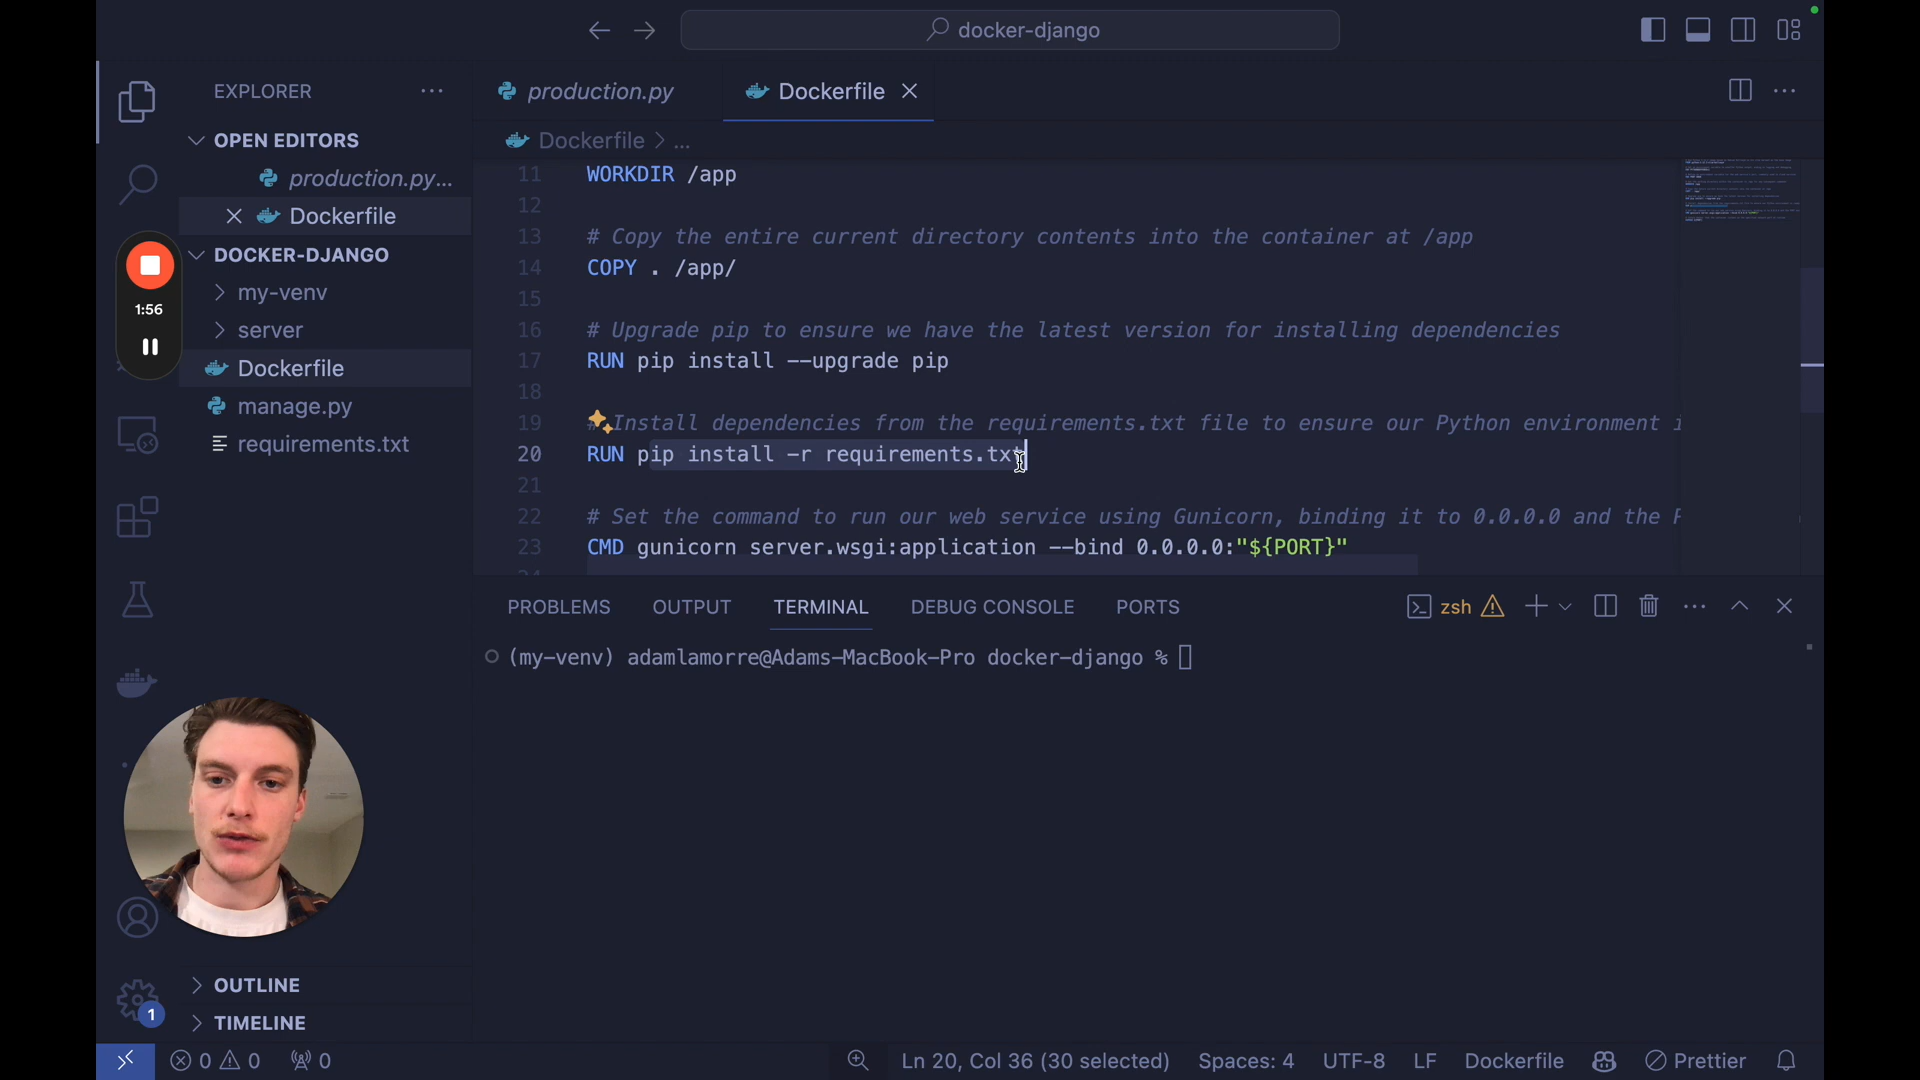 docker-django
EXPLORER
production.py
Dockerfile
OPEN EDITORS
Dockerfile > ...
production.py...
Dockerfile
DOCKER-DJANGO
my-venv
server
Dockerfile
manage.py
requirements.txt
1:56
11 WORKDIR /app
12
13 # Copy the entire current directory contents into the container at /app
14 COPY . /app/
15
16 # Upgrade pip to ensure we have the latest version for installing dependencies
17 RUN pip install --upgrade pip
18
19 # Install dependencies from the requirements.txt file to ensure our Python environment i
20 RUN pip install -r requirements.txt
21
22 # Set the command to run our web service using Gunicorn, binding it to 0.0.0.0 and the
23 CMD gunicorn server.wsgi:application --bind 0.0.0.0:"${PORT}"
PROBLEMS OUTPUT TERMINAL DEBUG CONSOLE PORTS
zsh
(my-venv) adamlamorre@Adams-MacBook-Pro docker-django %
OUTLINE
TIMELINE
1
0 0 0
Ln 20, Col 36 (30 selected) Spaces: 4 UTF-8 LF Dockerfile Prettier